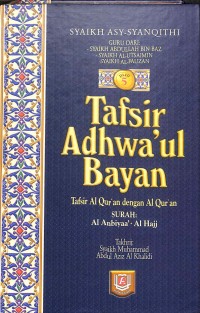 SYAIKH ASY-SYANQITHI
GURU DARI
- SYAIKH ABDULLAH BIN BAZ
- SYAIKH AL-UTSAIMIN
- SYAIKH AL-FAUZAN
Tafsir
Adhwa'ul
Bayan
Tafsir Al Qur'an dengan Al Qur'an
SURAH:
Al Anbiyaa' - Al Hajj
Takhrij
Syaikh Muhammad
Abdul Aziz Al Khalidi